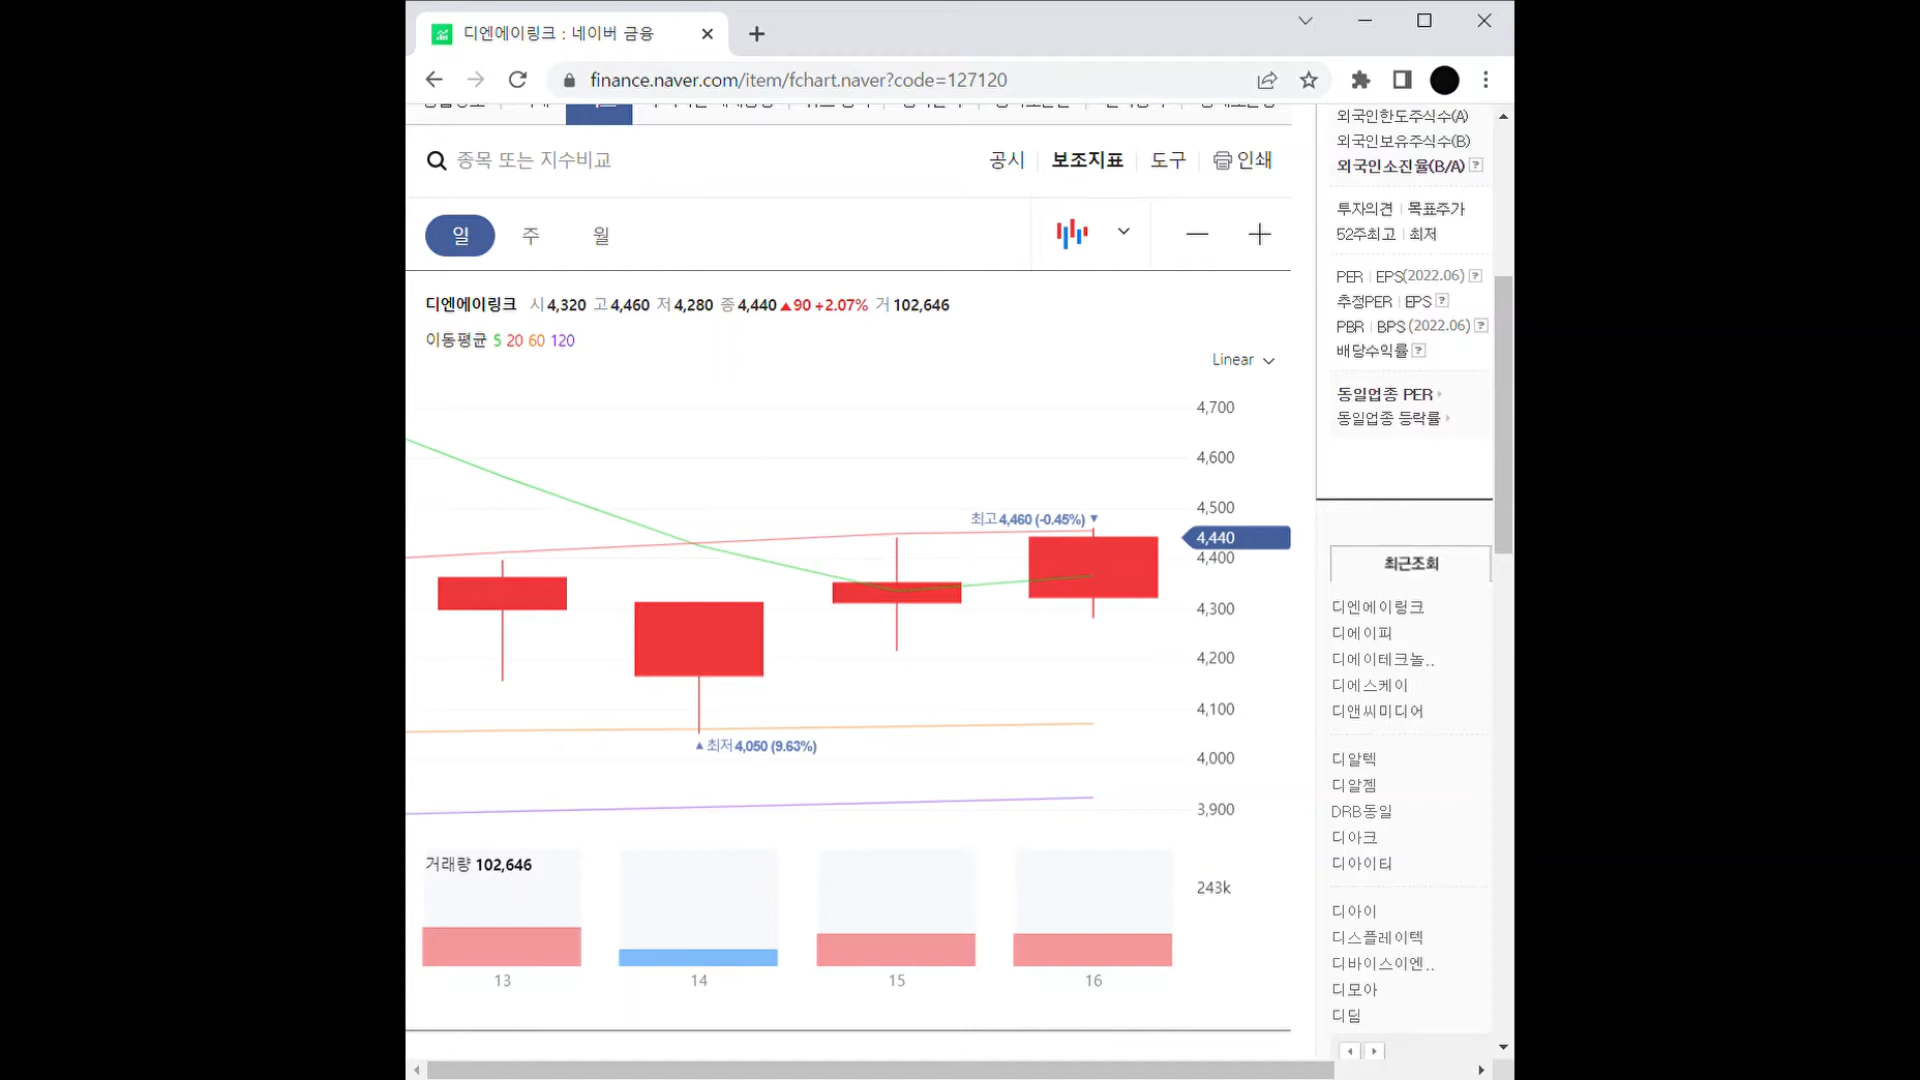 디엔에이링크 : 네이버 금융
finance.naver.com/item/fchart.naver?code=127120
종목 또는 지수비교
공시 보조지표 도구 인쇄
일 주 월
디엔에이링크 시 4,320 고 4,460 저 4,280 종 4,440 ▲90 +2.07% 거 102,646
이동평균 5 20 60 120
Linear
4,700
4,600
4,500
최고 4,460 (-0.45%) ▼
4,440
4,400
4,300
4,200
4,100
▲ 최저 4,050 (9.63%)
4,000
3,900
거래량 102,646
243k
13 14 15 16
외국인한도주식수(A)
외국인보유주식수(B)
외국인소진율(B/A) ?
투자의견 | 목표주가
52주최고 | 최저
PER | EPS(2022.06) ?
추정PER | EPS ?
PBR | BPS (2022.06) ?
배당수익률 ?
동일업종 PER
동일업종 등락률
최근조회
디엔에이링크
디에이피
디에이테크놀..
디에스케이
디앤씨미디어
디알텍
디알젬
DRB동일
디아크
디아이티
디아이
디스플레이텍
디바이스이엔..
디모아
디딤